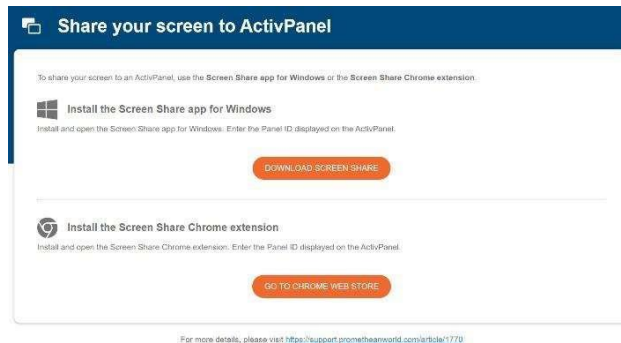 Share your screen to ActivPanel
To share your screen to an ActivPanel, use the Screen Share app for Windows or the Screen Share Chrome extension.
Install the Screen Share app for Windows
Install and open the Screen Share app for Windows. Enter the Panel ID displayed on the ActivPanel.
DOWNLOAD SCREEN SHARE
Install the Screen Share Chrome extension
Install and open the Screen Share Chrome extension. Enter the Panel ID displayed on the ActivPanel.
GO TO CHROME WEB STORE
For more details, please visit https://support.prometheanworld.com/article/1770